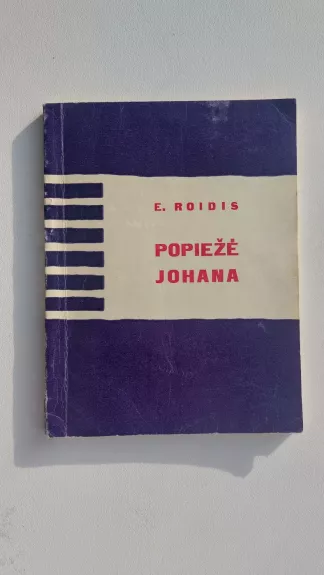 E. ROIDIS
POPIEŽĖ
JOHANA